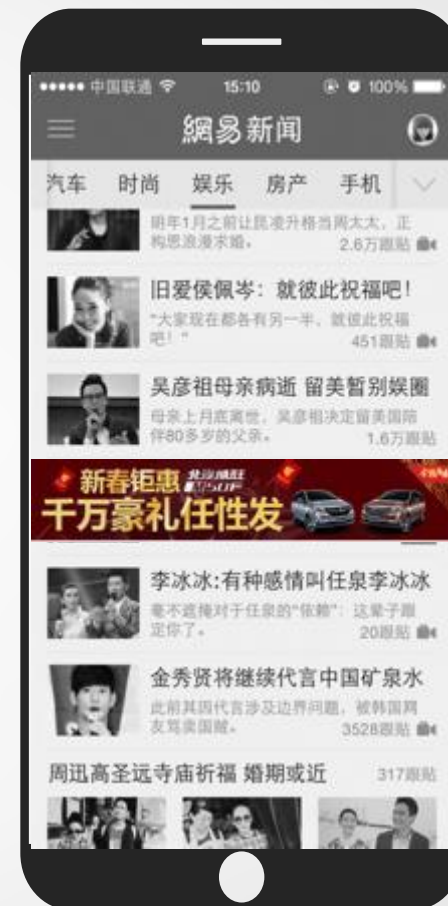 中国联通 15:10 100%
網易新闻
汽车 时尚 娱乐 房产 手机
明年1月之前让昆凌升格当周太太，正
构思浪漫求婚。 2.6万跟贴
旧爱侯佩岑：就彼此祝福吧！
“大家现在都各有另一半，就彼此祝福
吧！” 451跟贴
吴彦祖母亲病逝 留美暂别娱圈
母亲上月底离世，吴彦祖决定留美国陪
伴80多岁的父亲。 1.6万跟贴
新春钜惠
千万豪礼任性发
李冰冰:有种感情叫任泉李冰冰
毫不遮掩对于任泉的“依赖”：这辈子跟
定你了。 20跟贴
金秀贤将继续代言中国矿泉水
此前其因代言涉及边界问题，被韩国网
友骂卖国贼。 3528跟贴
周迅高圣远寺庙祈福 婚期或近 317跟贴